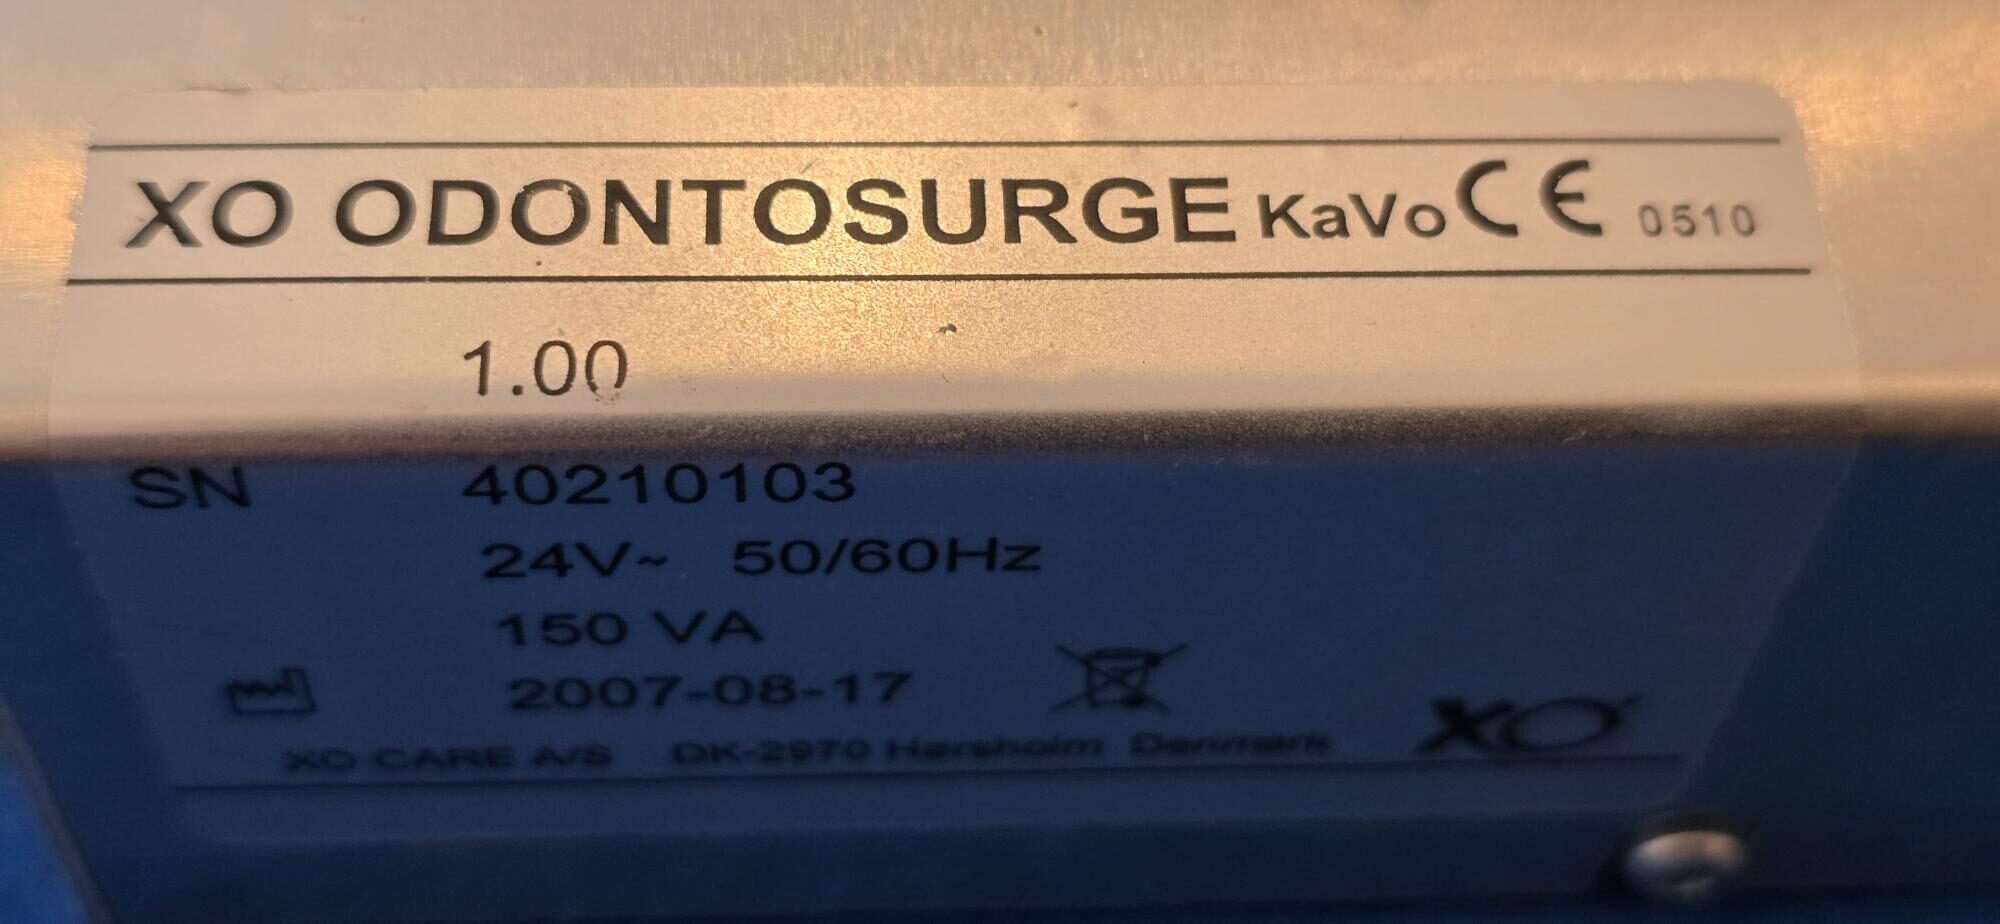 XO ODONTOSURGE KaVo CE 0510
1.00
SN 40210103
24V~ 50/60Hz
150 VA
2007-08-17
XO CARE A/S DK-2970 Hørsholm Denmark
XO